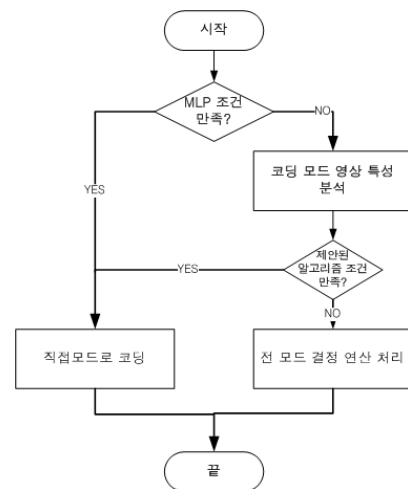 시작
MLP 조건
만족?
NO
YES
코딩 모드 영상 특성
분석
제안된
알고리즘 조건
만족?
YES
NO
직접모드로 코딩
전 모드 결정 연산 처리
끝